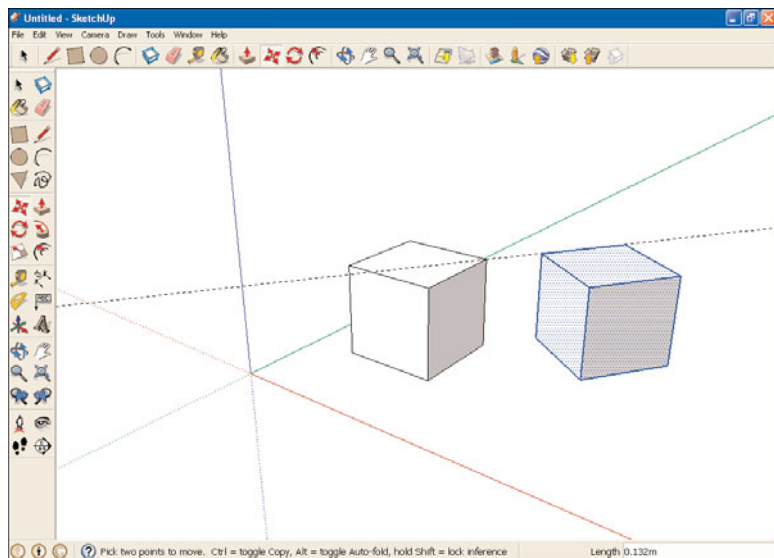 Untitled - SketchUp
File Edit View Camera Draw Tools Window Help
Pick two points to move. Ctrl = toggle Copy, Alt = toggle Auto-fold, hold Shift = lock inference Length 0.132m